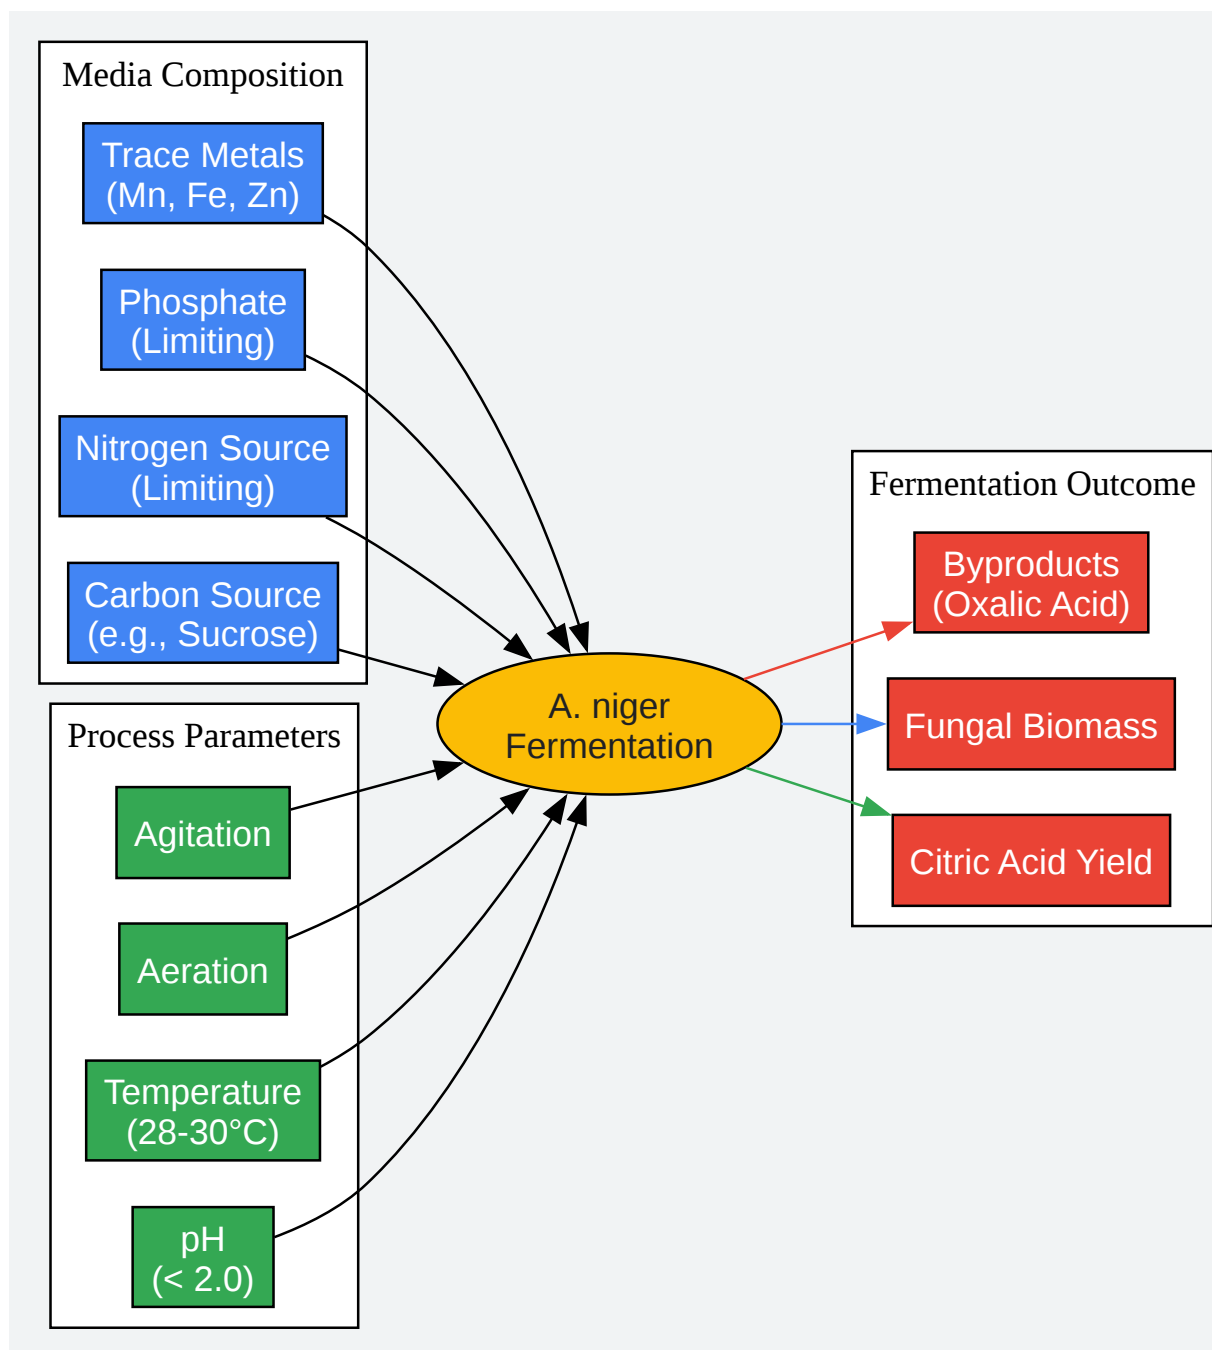 Media Composition
Trace Metals
(Mn, Fe, Zn)
Phosphate
(Limiting)
Nitrogen Source
(Limiting)
Carbon Source
(e.g., Sucrose)
Process Parameters
Agitation
Aeration
Temperature
(28-30°C)
pH
(< 2.0)
A. niger
Fermentation
Fermentation Outcome
Byproducts
(Oxalic Acid)
Fungal Biomass
Citric Acid Yield